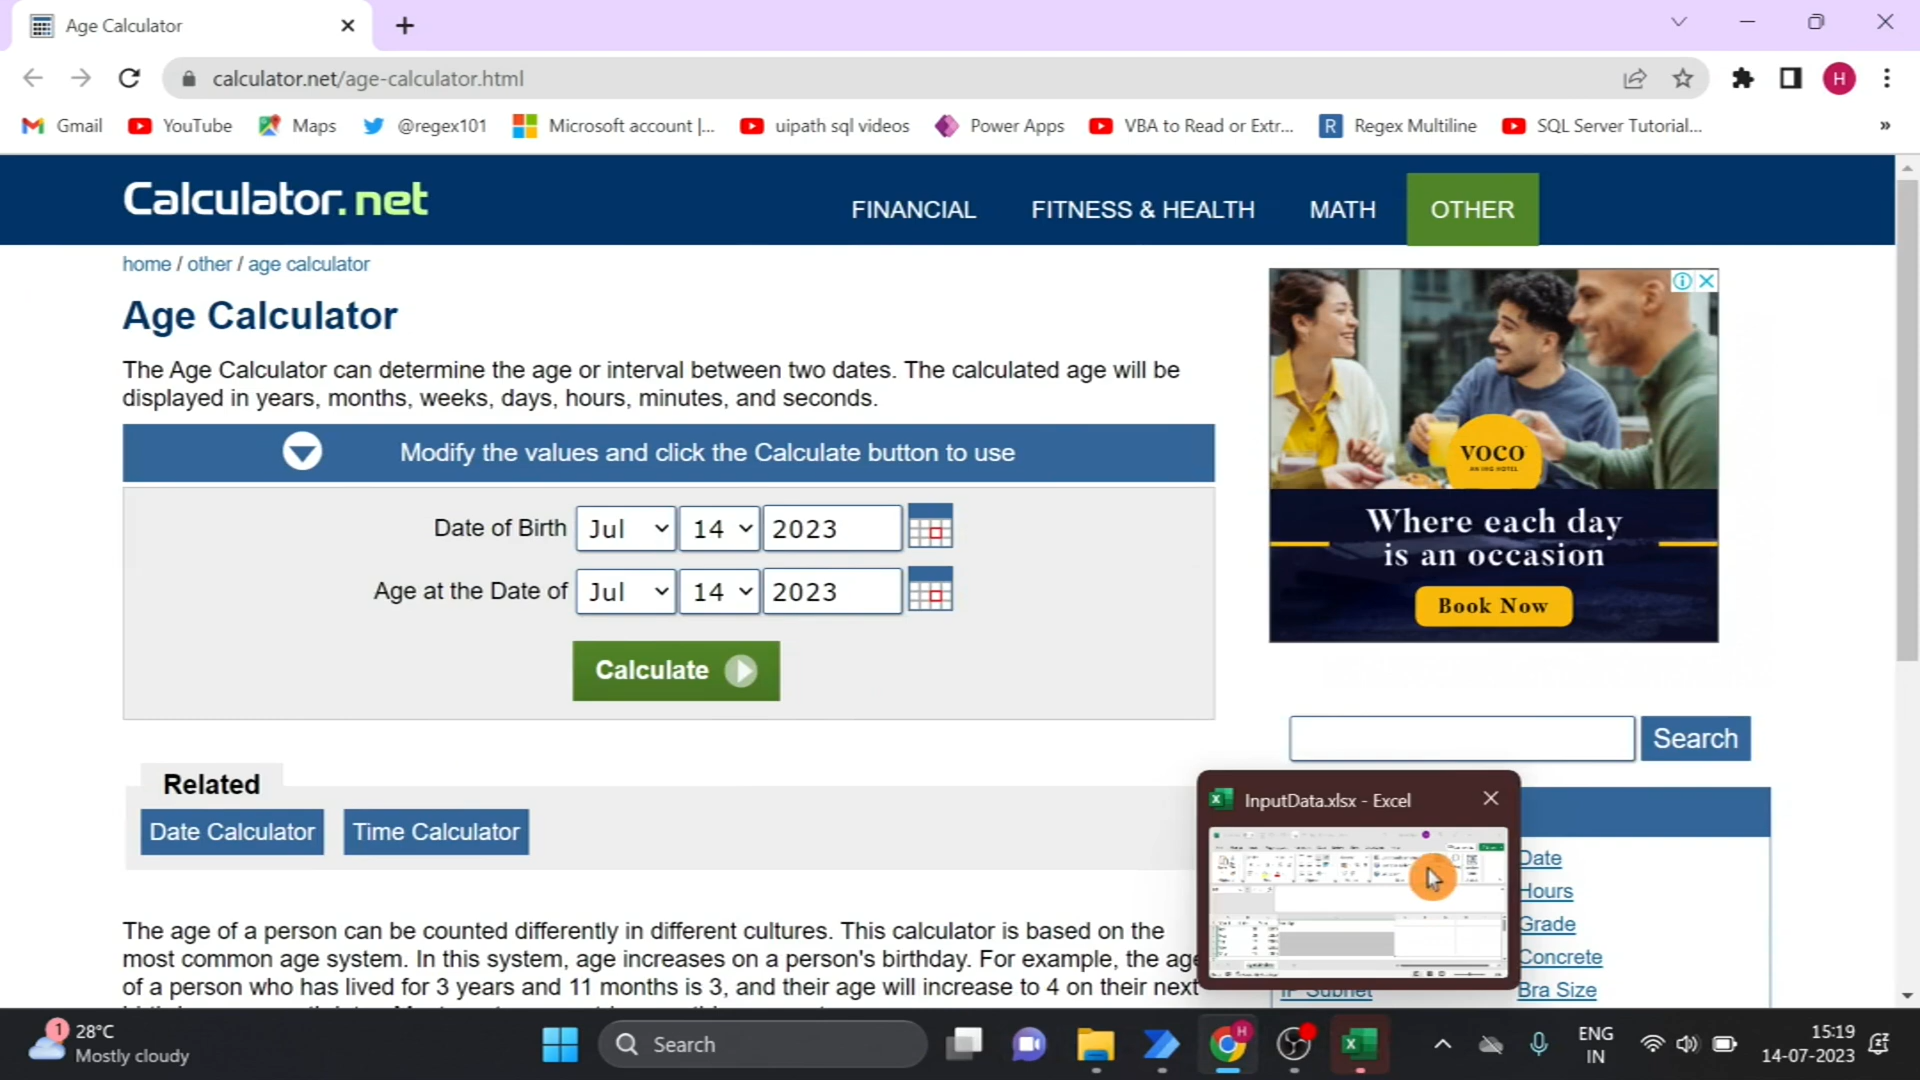 Age Calculator
calculator.net/age-calculator.html
H
Gmail
YouTube
Maps
@regex101
Microsoft account |...
uipath sql videos
Power Apps
VBA to Read or Extr...
R
Regex Multiline
SQL Server Tutorial...
»
Calculator.net
FINANCIAL
FITNESS & HEALTH
MATH
OTHER
home / other / age calculator
Age Calculator
The Age Calculator can determine the age or interval between two dates. The calculated age will be
displayed in years, months, weeks, days, hours, minutes, and seconds.
Modify the values and click the Calculate button to use
Date of Birth
Jul
14
2023
Age at the Date of
Jul
14
2023
Calculate
VOCO
AN IHG HOTEL
Where each day
is an occasion
Book Now
Search
Related
Date Calculator
Time Calculator
InputData.xlsx - Excel
Date
Hours
Grade
Concrete
IP Subnet
Bra Size
The age of a person can be counted differently in different cultures. This calculator is based on the
most common age system. In this system, age increases on a person's birthday. For example, the age
of a person who has lived for 3 years and 11 months is 3, and their age will increase to 4 on their next
1
28°C
Mostly cloudy
Search
H
ENG
IN
15:19
14-07-2023